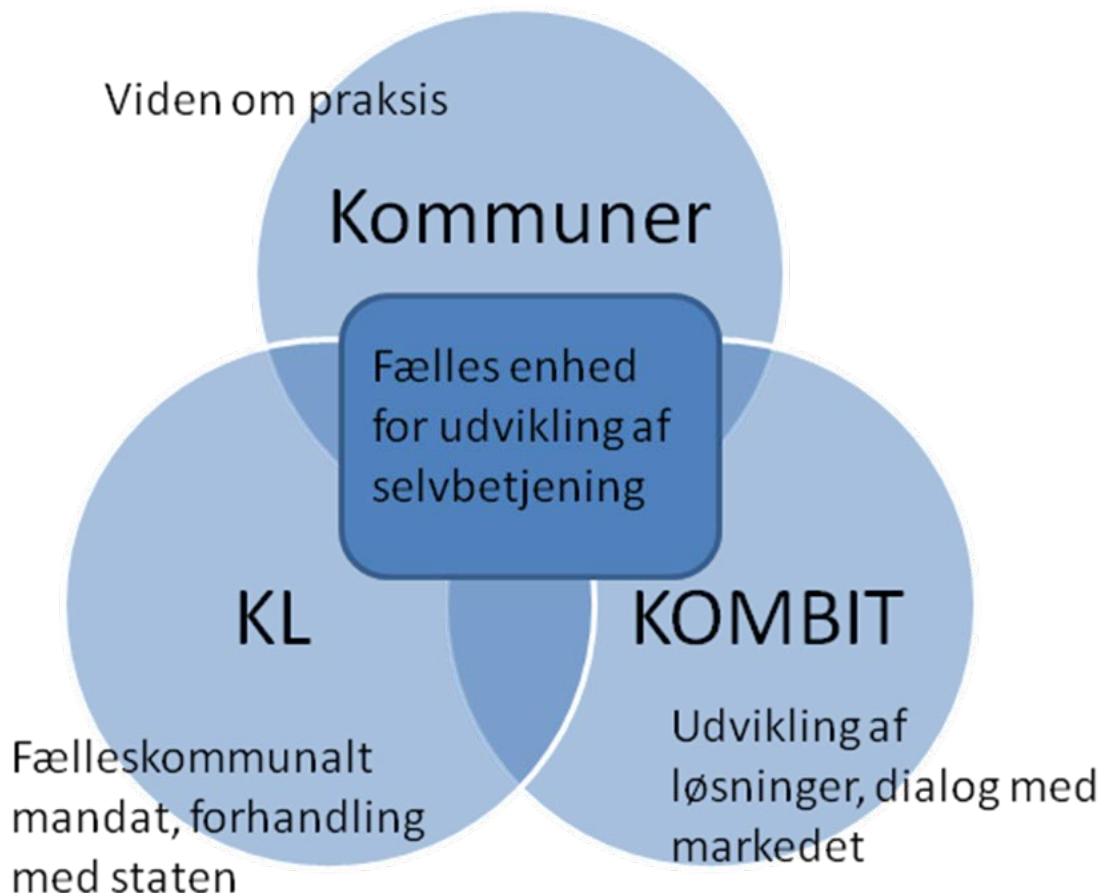 Viden om praksis
Kommuner
Fælles enhed
for udvikling af
selvbetjening
KL
KOMBIT
Fælleskommunalt
mandat, forhandling
med staten
Udvikling af
løsninger, dialog med
markedet